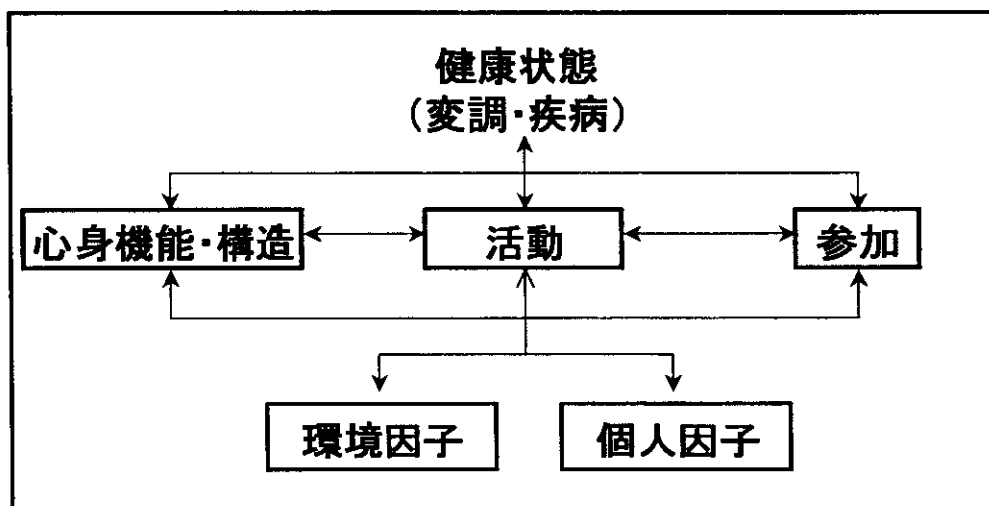 健康状態
(変調・疾病)
心身機能・構造
活動
参加
環境因子
個人因子